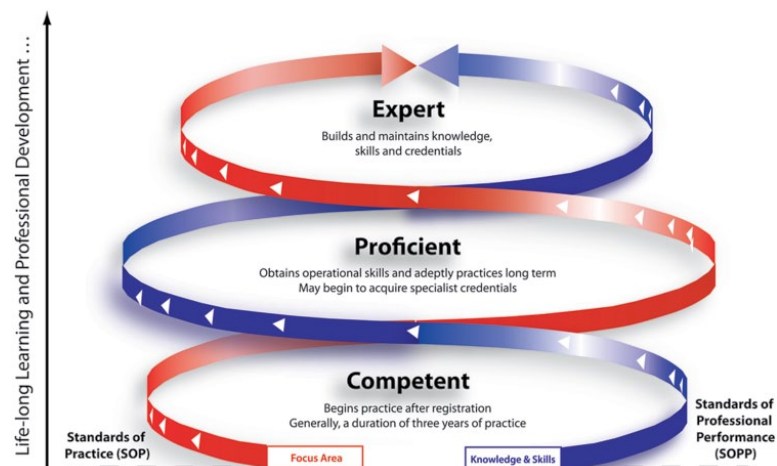 Life-long Learning and Professional Development ...
Expert
Builds and maintains knowledge,
skills and credentials
Proficient
Obtains operational skills and adeptly practices long term
May begin to acquire specialist credentials
Competent
Begins practice after registration
Generally, a duration of three years of practice
Standards of
Practice (SOP)
Focus Area
Knowledge & Skills
Standards of
Professional
Performance
(SOPP)